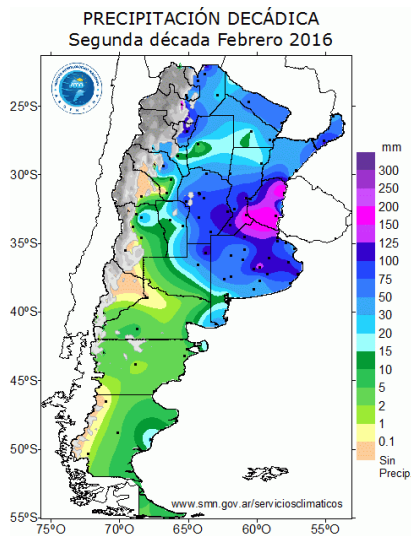 PRECIPITACIÓN DECÁDICA
Segunda década Febrero 2016
25°S
30°S
35°S
40°S
45°S
50°S
55°S
75°O
70°O
65°O
60°O
55°O
mm
300
250
200
150
125
100
75
50
30
20
15
10
5
2
1
0.1
Sin
Precip
www.smn.gov.ar/serviciosclimaticos